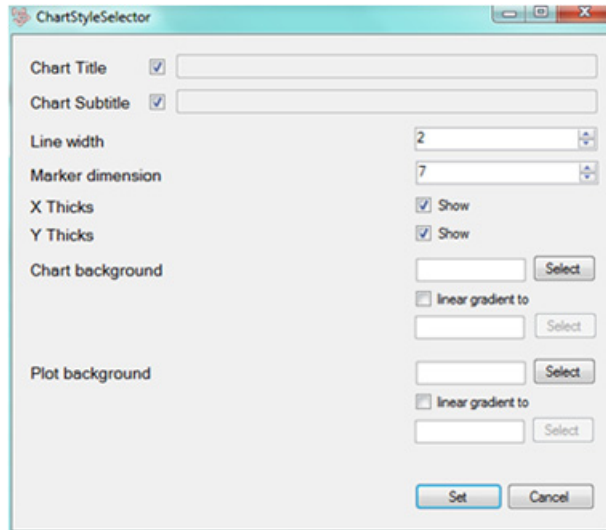 ChartStyleSelector
Chart Title
Chart Subtitle
Line width 2
Marker dimension 7
X Thicks Show
Y Thicks Show
Chart background Select
linear gradient to
Select
Plot background Select
linear gradient to
Select
Set Cancel